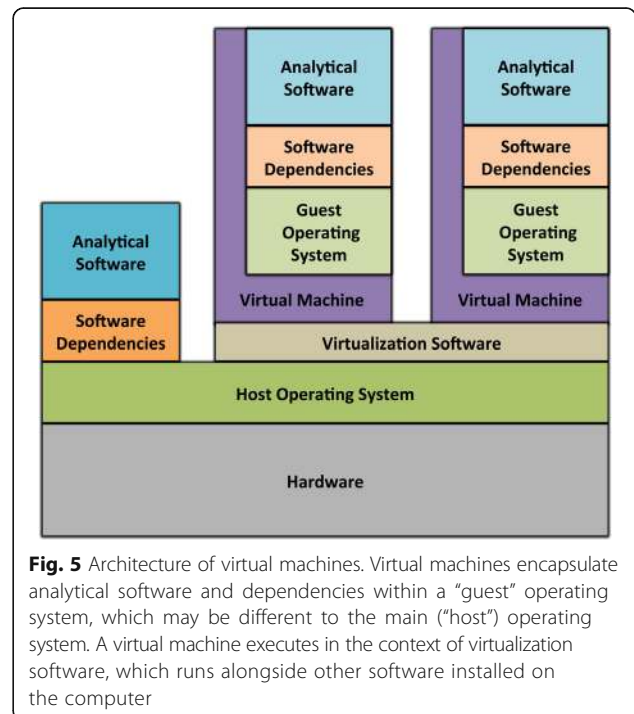 Analytical
Software
Analytical
Software
Software
Dependencies
Software
Dependencies
Guest
Operating
System
Guest
Operating
System
Analytical
Software
Virtual Machine
Virtual Machine
Software
Dependencies
Virtualization Software
Host Operating System
Hardware
Fig. 5 Architecture of virtual machines. Virtual machines encapsulate
analytical software and dependencies within a “guest” operating
system, which may be different to the main (“host”) operating
system. A virtual machine executes in the context of virtualization
software, which runs alongside other software installed on
the computer